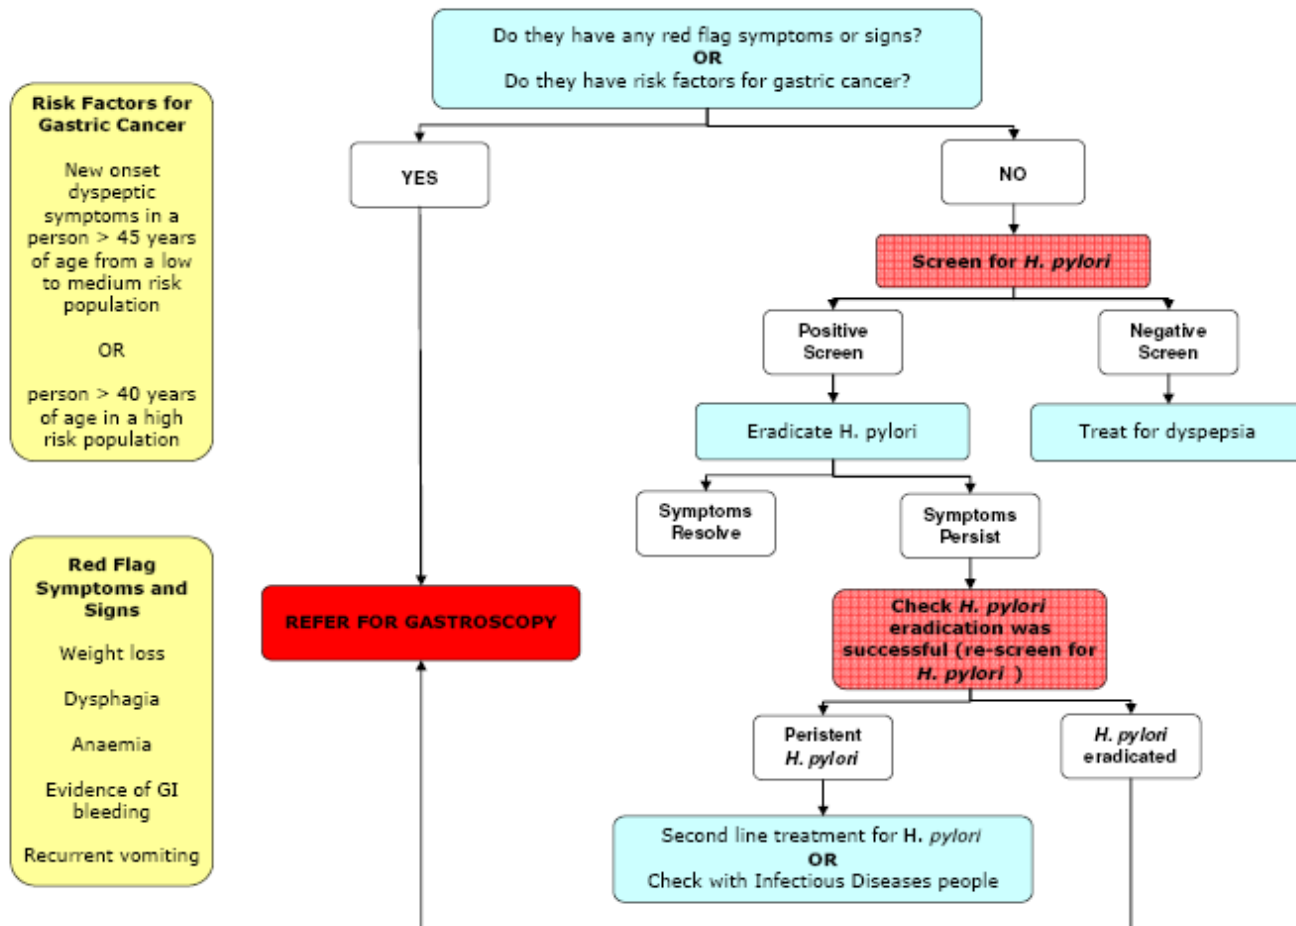 Do they have any red flag symptoms or signs?
OR
Do they have risk factors for gastric cancer?
Risk Factors for
Gastric Cancer
New onset
dyspeptic
symptoms in a
person > 45 years
of age from a low
to medium risk
population
OR
person > 40 years
of age in a high
risk population
YES
NO
Screen for H. pylori
Positive
Screen
Negative
Screen
Eradicate H. pylori
Treat for dyspepsia
Symptoms
Resolve
Symptoms
Persist
Red Flag
Symptoms and
Signs
Weight loss
Dysphagia
Anaemia
Evidence of GI
bleeding
Recurrent vomiting
REFER FOR GASTROSCOPY
Check H. pylori
eradication was
successful (re-screen for
H. pylori )
Peristent
H. pylori
H. pylori
eradicated
Second line treatment for H. pylori
OR
Check with Infectious Diseases people